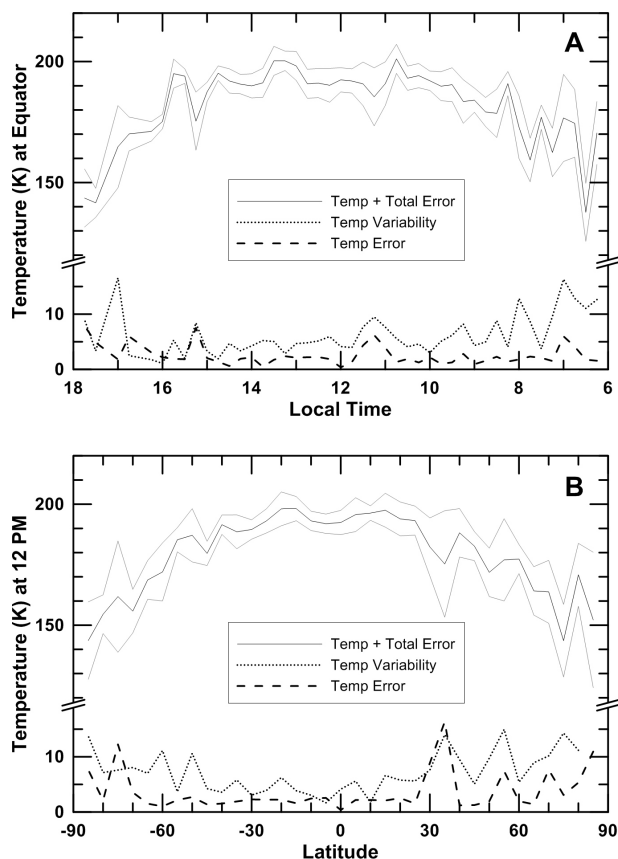 A
Temperature (K) at Equator
200
150
10
0
Temp + Total Error
Temp Variability
Temp Error
18 16 14 12 10 8 6
Local Time
B
Temperature (K) at 12 PM
200
150
10
0
Temp + Total Error
Temp Variability
Temp Error
-90 -60 -30 0 30 60 90
Latitude